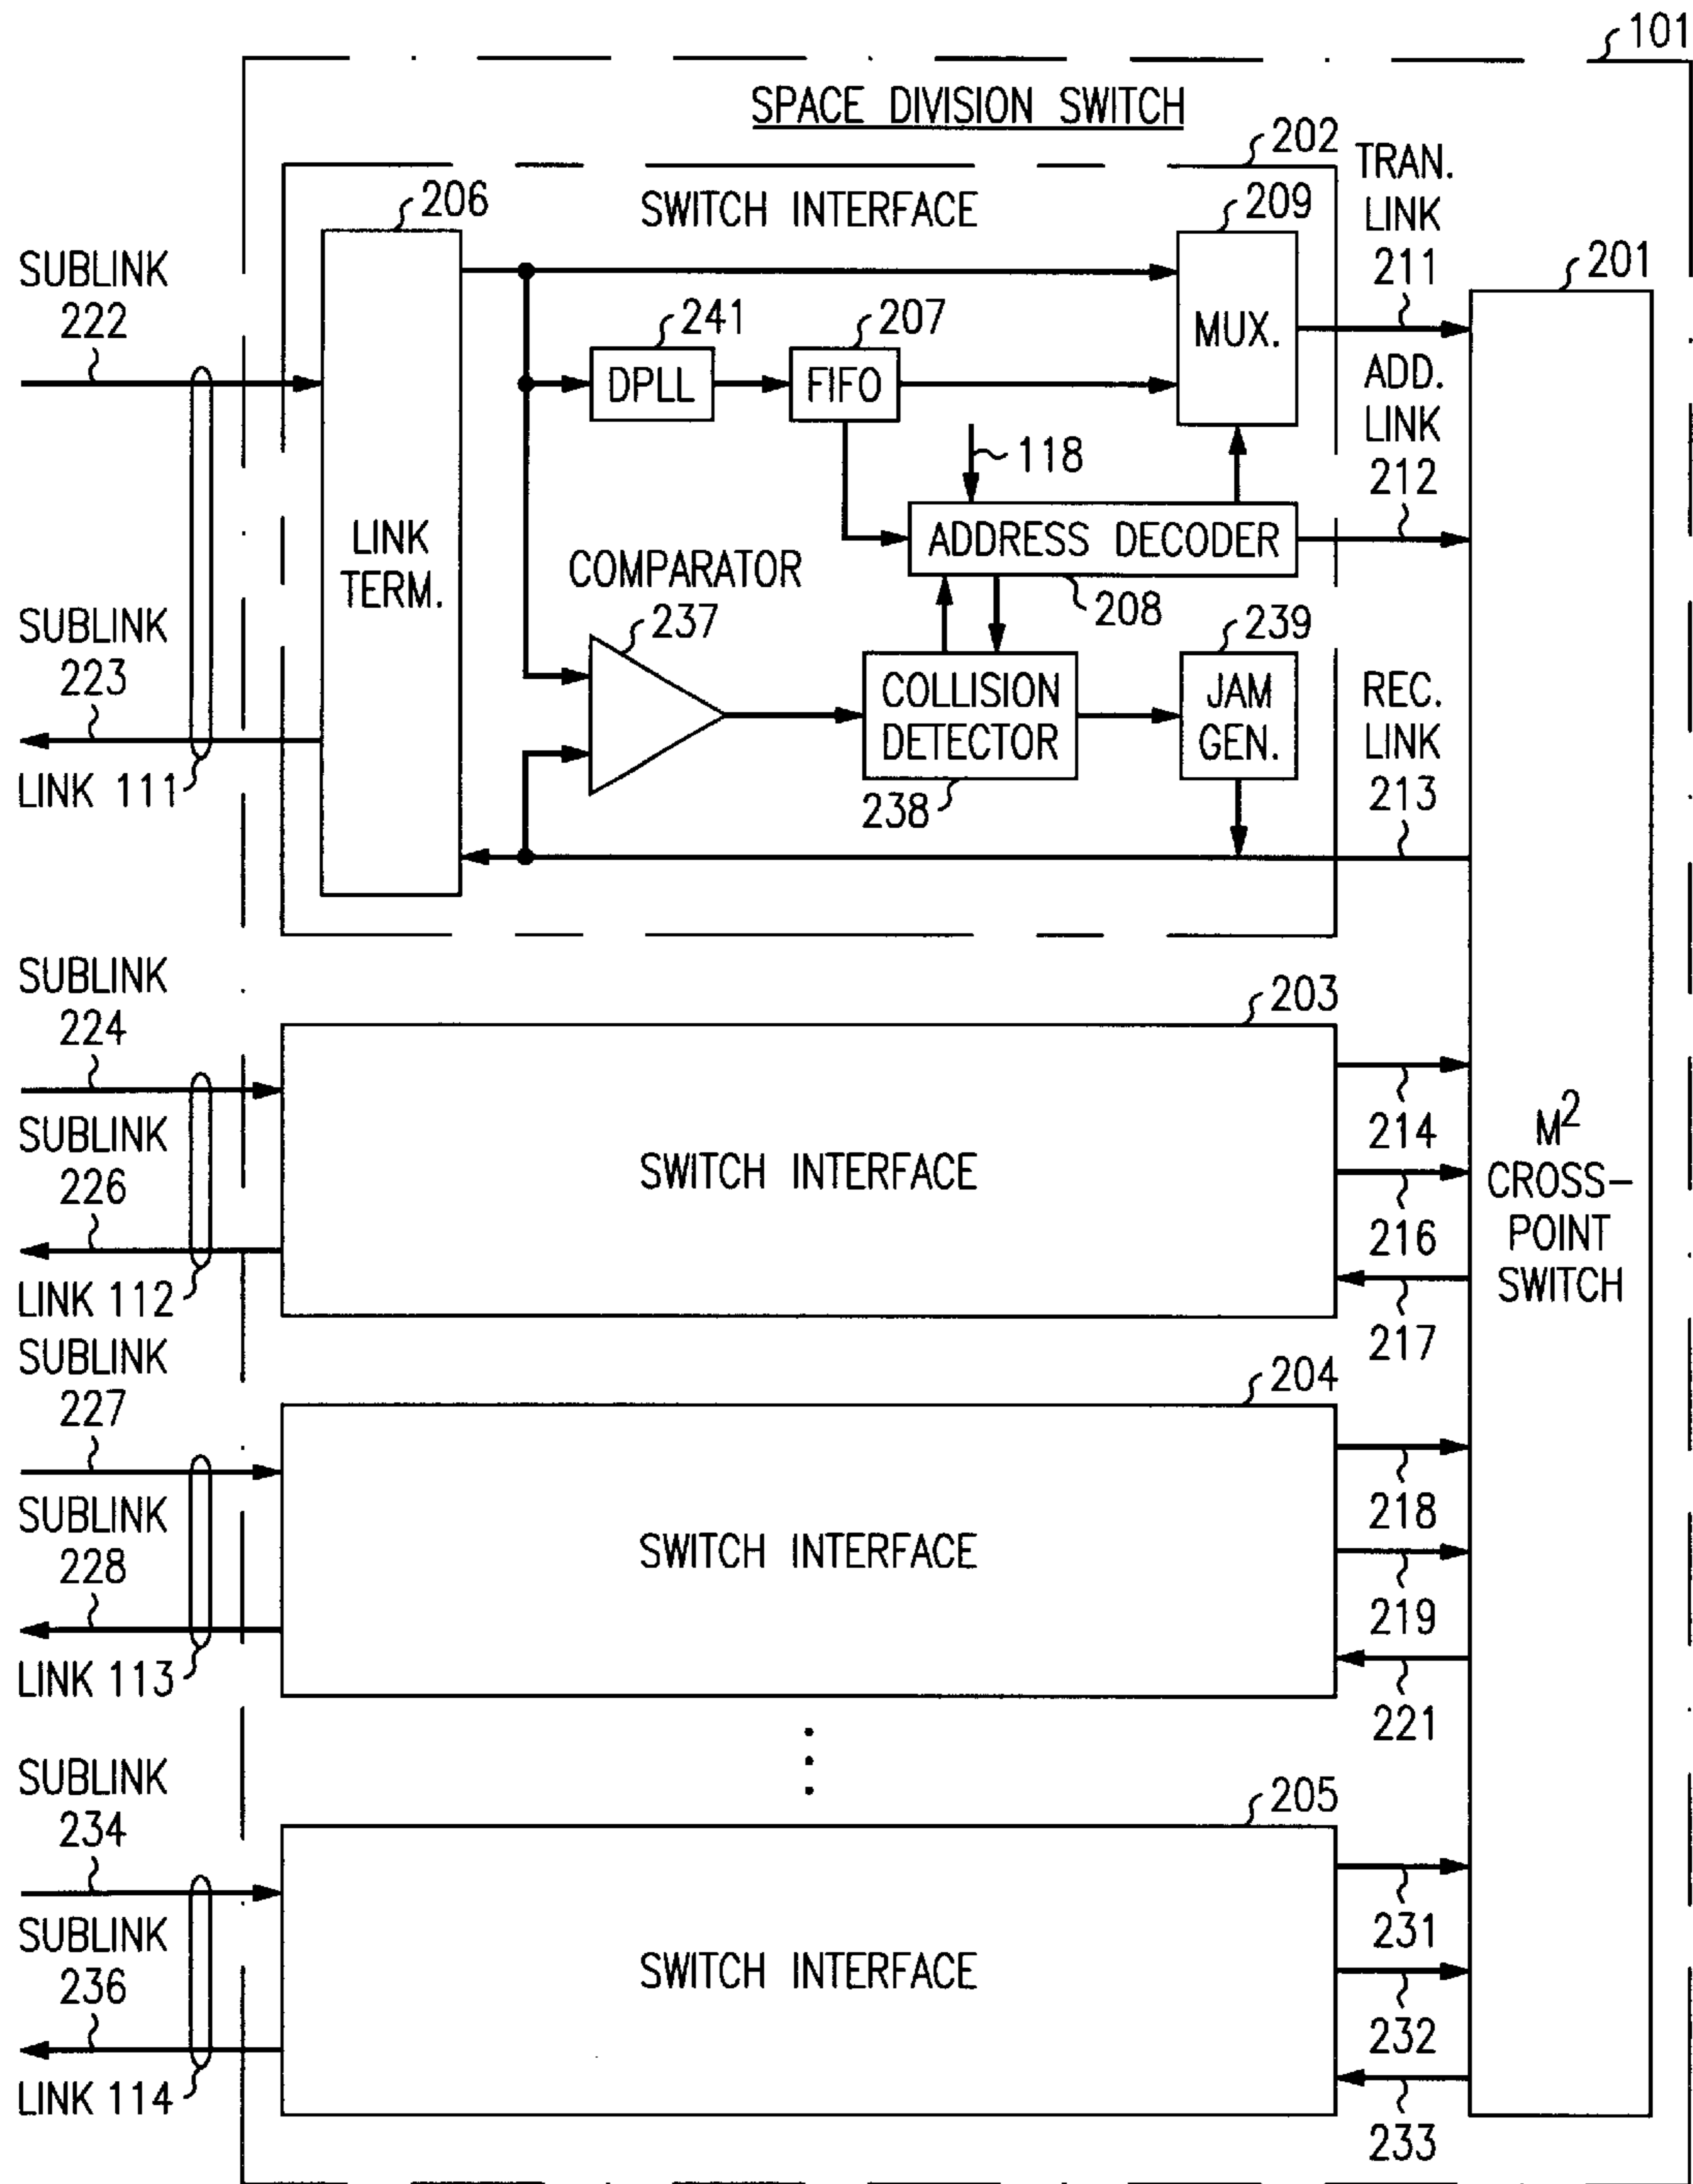 101
SPACE DIVISION SWITCH
202
SWITCH INTERFACE
206
209
TRAN.
LINK
211
201
SUBLINK
222
241
207
MUX.
DPLL
FIFO
ADD.
LINK
212
118
LINK
TERM.
ADDRESS DECODER
208
COMPARATOR
237
SUBLINK
223
COLLISION
DETECTOR
238
239
JAM
GEN.
REC.
LINK
213
LINK 111
SUBLINK
224
203
SUBLINK
226
SWITCH INTERFACE
214
216
217
LINK 112
M2
CROSS-
POINT
SWITCH
SUBLINK
227
204
SUBLINK
228
SWITCH INTERFACE
218
219
221
LINK 113
SUBLINK
234
205
SUBLINK
236
SWITCH INTERFACE
231
232
233
LINK 114